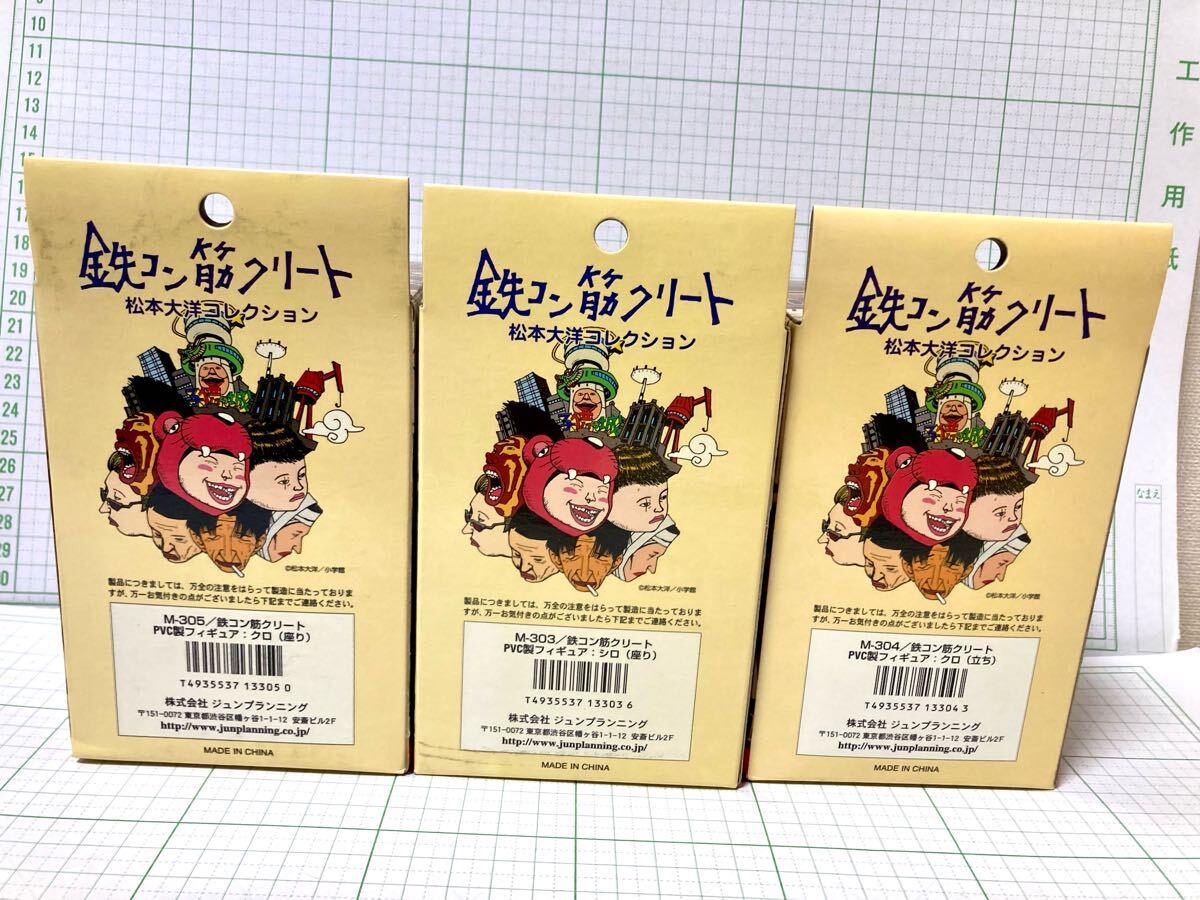 9
10
11
12
13
14
15
16
17
18
19
20
21
22
23
24
25
26
27
28
29
30
工作用紙
なまえ
鉄コン筋クリート
松本大洋コレクション
©松本大洋/小学館
製品につきましては、万全の注意をはらって製造に当たっておりま
すが、万一お気付きの点がございましたら下記までご連絡ください。
M-305/鉄コン筋クリート
PVC製フィギュア:クロ(座り)
T4935537 13305 0
株式会社 ジュンプランニング
〒151-0072 東京都渋谷区幡ヶ谷1-1-12 安斎ビル2F
http://www.junplanning.co.jp/
MADE IN CHINA
鉄コン筋クリート
松本大洋コレクション
©松本大洋/小学館
製品につきましては、万全の注意をはらって製造に当たっておりま
すが、万一お気付きの点がございましたら下記までご連絡ください。
M-303/鉄コン筋クリート
PVC製フィギュア:シロ(座り)
T4935537 13303 6
株式会社 ジュンプランニング
〒151-0072 東京都渋谷区幡ヶ谷1-1-12 安斎ビル2F
http://www.junplanning.co.jp/
MADE IN CHINA
鉄コン筋クリート
松本大洋コレクション
©松本大洋/小学館
製品につきましては、万全の注意をはらって製造に当たっておりま
すが、万一お気付きの点がございましたら下記までご連絡ください。
M-304/鉄コン筋クリート
PVC製フィギュア:クロ(立ち)
T4935537 13304 3
株式会社 ジュンプランニング
〒151-0072 東京都渋谷区幡ヶ谷1-1-12 安斎ビル2F
http://www.junplanning.co.jp/
MADE IN CHINA